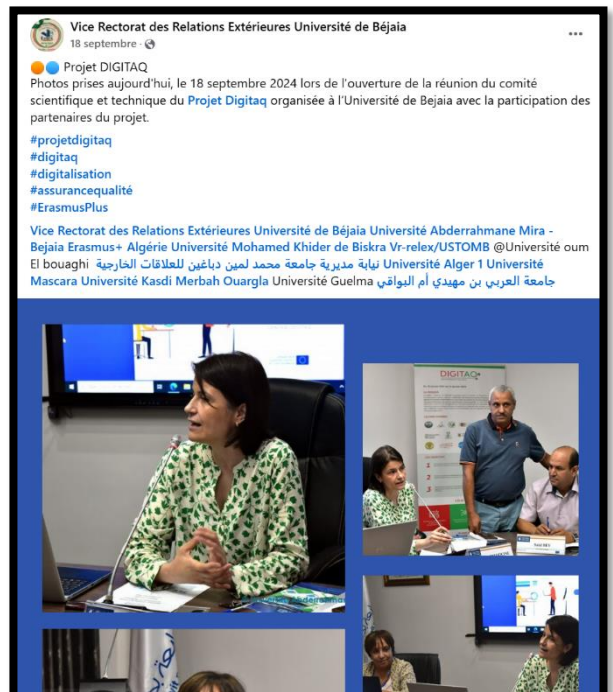 Vice Rectorat des Relations Extérieures Université de Béjaia
18 septembre ·
Projet DIGITAQ
Photos prises aujourd'hui, le 18 septembre 2024 lors de l'ouverture de la réunion du comité
scientifique et technique du Projet Digitaq organisée à l'Université de Bejaia avec la participation des
partenaires du projet.
#projetdigitaq
#digitaq
#digitalisation
#assurancequalité
#ErasmusPlus
Vice Rectorat des Relations Extérieures Université de Béjaia Université Abderrahmane Mira -
Bejaia Erasmus+ Algérie Université Mohamed Khider de Biskra Vr-relex/USTOMB @Université oum
El bouaghi نيابة مديرية جامعة محمد لمين دباغين للعلاقات الخارجية Université Alger 1 Université
Mascara Université Kasdi Merbah Ouargla Université Guelma جامعة العربي بن مهيدي أم البواقي
DIGITAQ